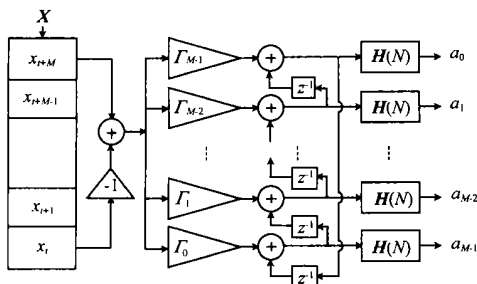 X
x_{t+M} Γ_{M-1} + H(N) a_0
z^{-1}
x_{t+M-1} Γ_{M-2} + H(N) a_1
+
z^{-1}
-1
x_{t+1} Γ_1 + H(N) a_{M-2}
z^{-1}
x_t Γ_0 + H(N) a_{M-1}
z^{-1}